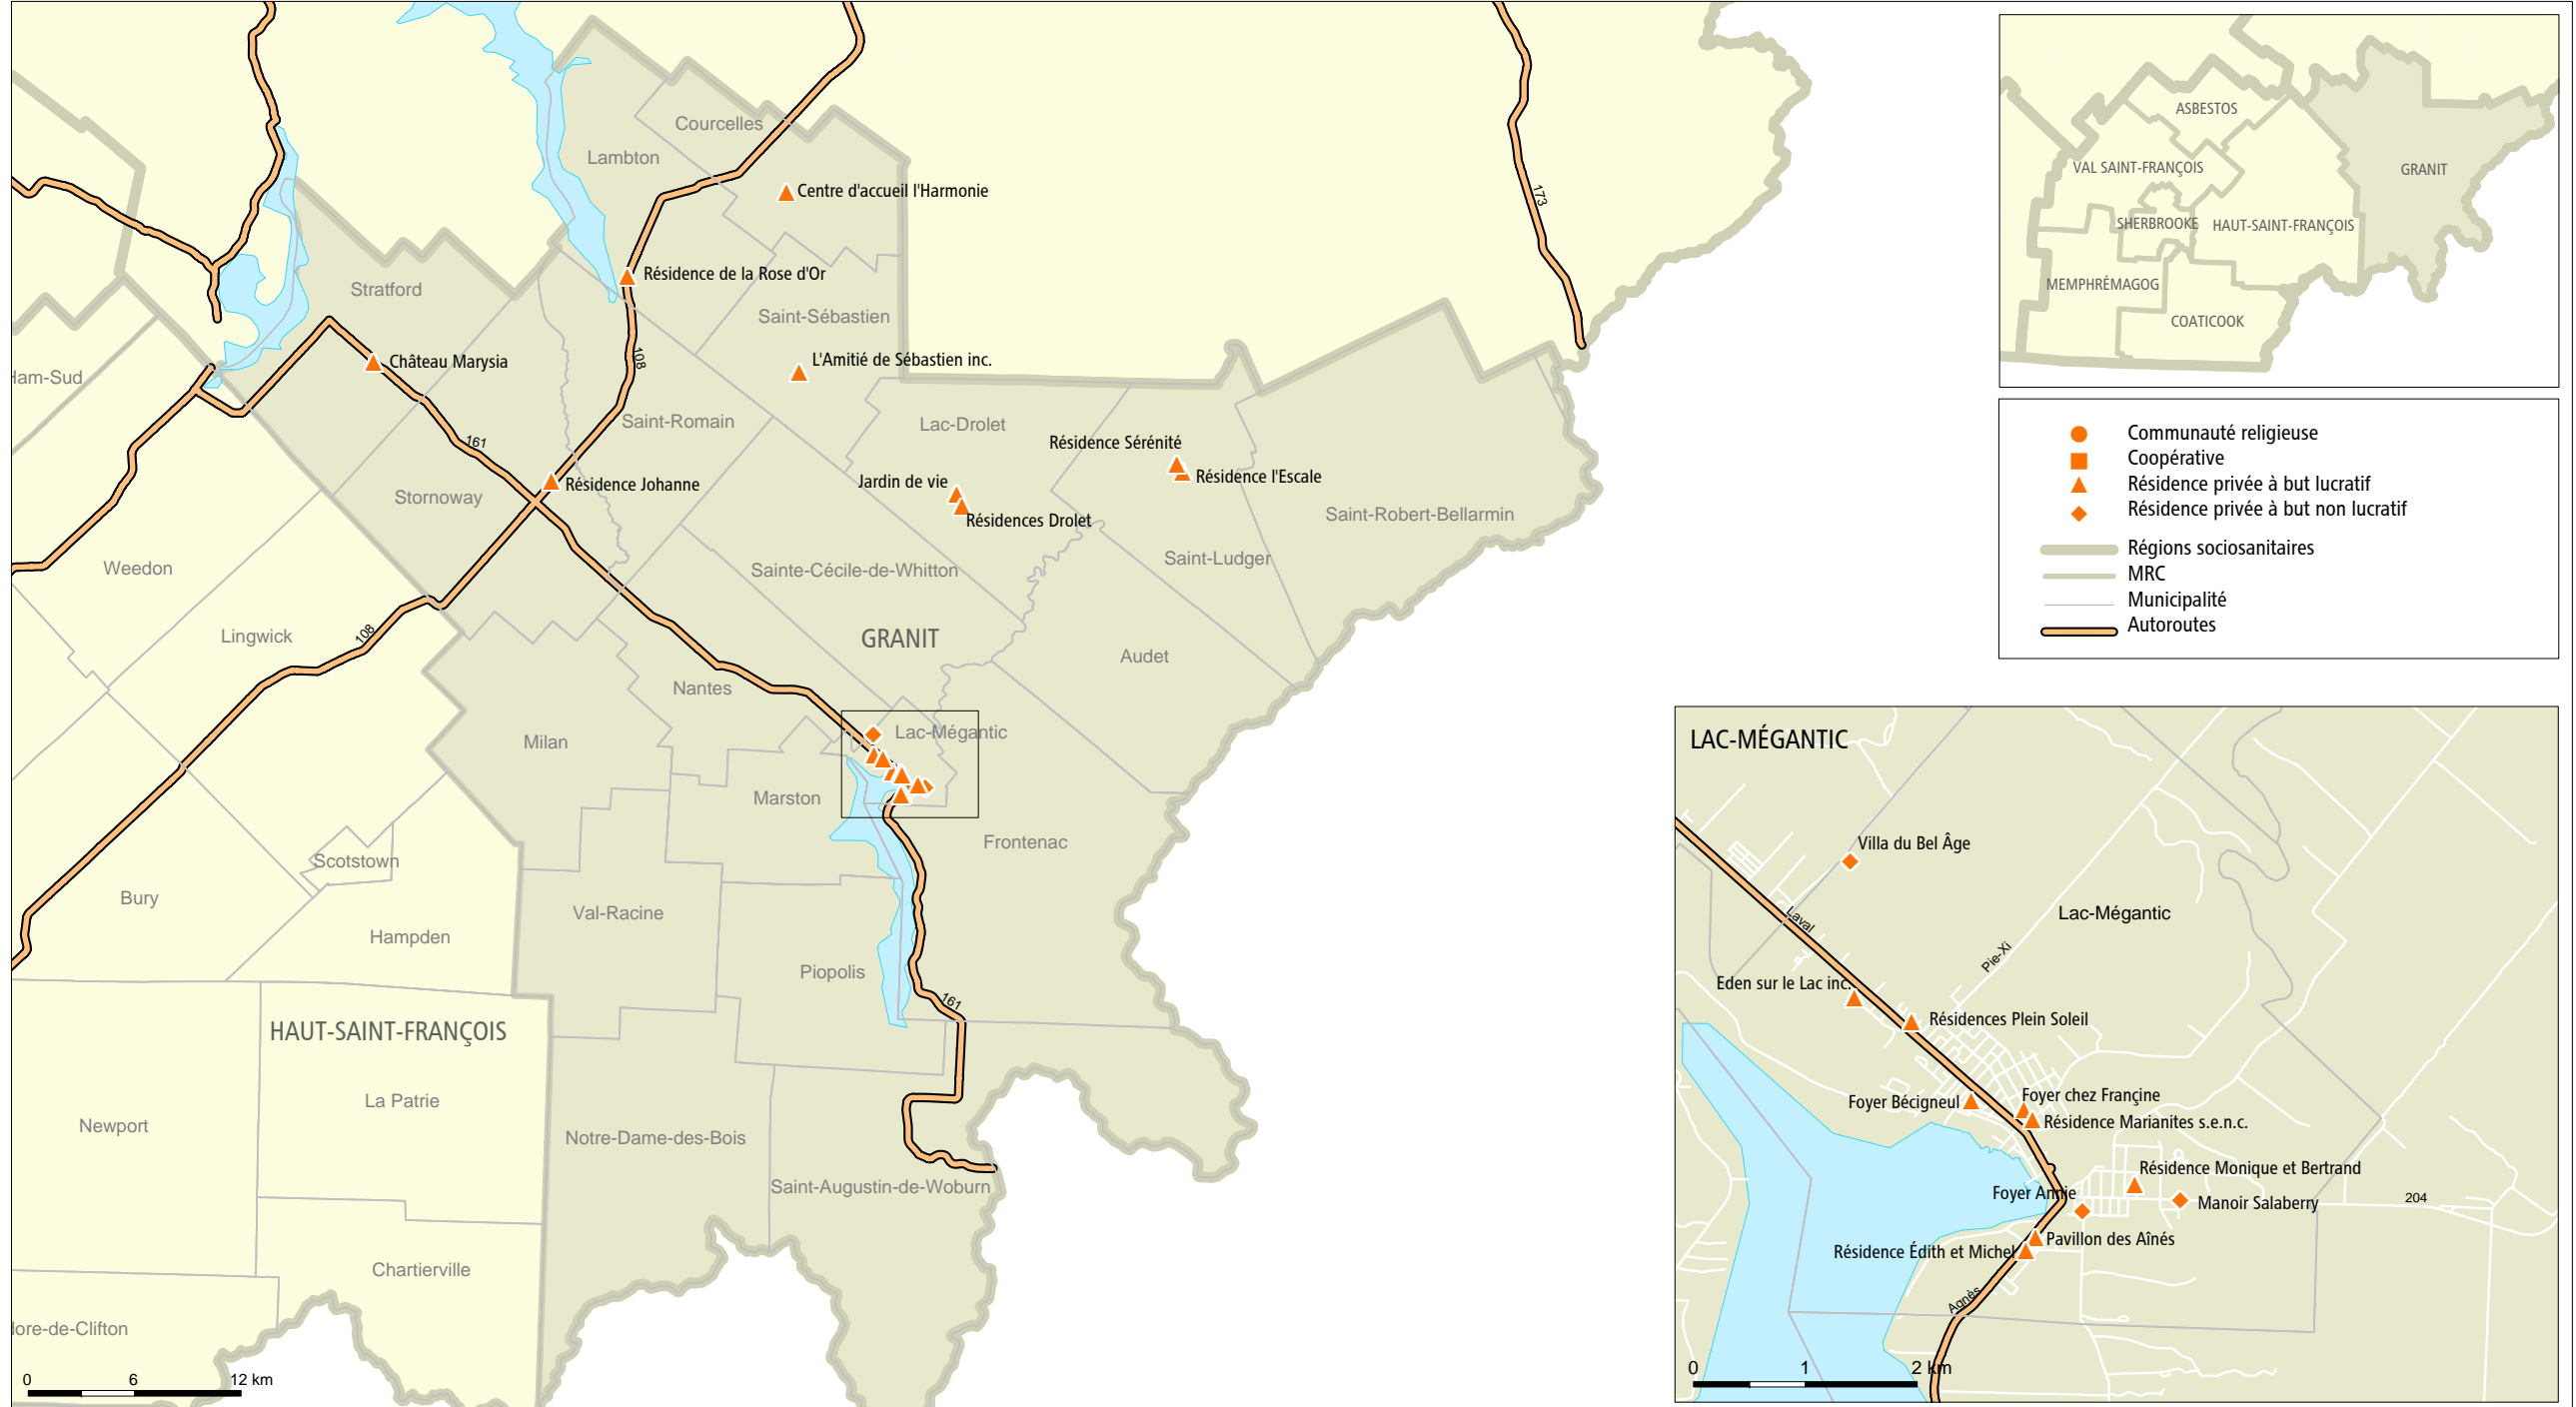 Courcelles
Lambton
Centre d'accueil l'Harmonie
173
Résidence de la Rose d'Or
Stratford
Saint-Sébastien
108
L'Amitié de Sébastien inc.
Château Marysia
Ham-Sud
Saint-Romain
Lac-Drolet
161
Résidence Sérénité
Résidence l'Escale
Jardin de vie
Résidence Johanne
Stornoway
Résidences Drolet
Saint-Robert-Bellarmin
Saint-Ludger
Weedon
Sainte-Cécile-de-Whitton
Lingwick
108
GRANIT
Audet
Nantes
Lac-Mégantic
Milan
Marston
Frontenac
Scotstown
Bury
Val-Racine
Hampden
Piopolis
161
HAUT-SAINT-FRANÇOIS
La Patrie
Newport
Notre-Dame-des-Bois
Saint-Augustin-de-Woburn
Chartierville
lore-de-Clifton
0 6 12 km
ASBESTOS
VAL SAINT-FRANÇOIS
GRANIT
SHERBROOKE
HAUT-SAINT-FRANÇOIS
MEMPHRÉMAGOG
COATICOOK
Communauté religieuse
Coopérative
Résidence privée à but lucratif
Résidence privée à but non lucratif
Régions sociosanitaires
MRC
Municipalité
Autoroutes
LAC-MÉGANTIC
Villa du Bel Âge
Laval
Lac-Mégantic
Pie-Xi
Eden sur le Lac inc.
Résidences Plein Soleil
Foyer chez Françine
Foyer Bécigneul
Résidence Marianites s.e.n.c.
Résidence Monique et Bertrand
Foyer Annie
Manoir Salaberry
204
Pavillon des Aînés
Résidence Édith et Michel
Agnès
0 1 2 km